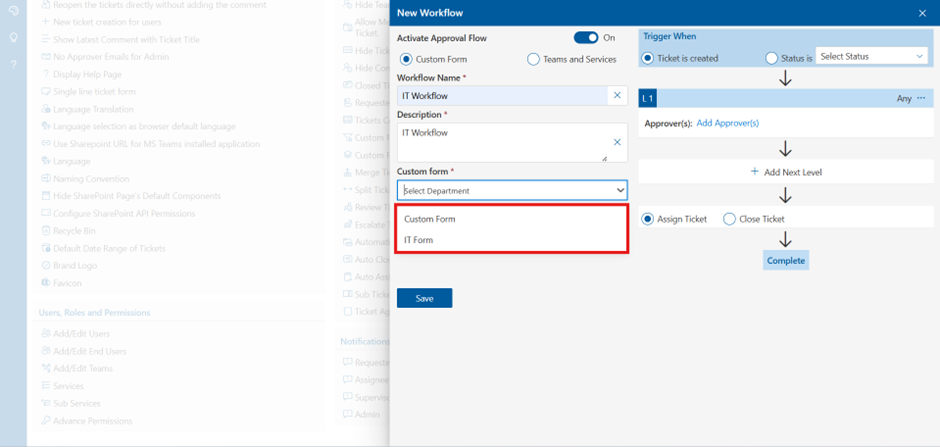 Reopen the tickets directly without adding the comment
New ticket creation for users
Show Latest Comment with Ticket Title
No Approver Emails for Admin
Display Help Page
Single line ticket form
Language Translation
Language selection as browser default language
Use Sharepoint URL for MS Teams installed application
Language
Naming Convention
Hide SharePoint Page's Default Components
Configure SharePoint API Permissions
Recycle Bin
Default Date Range of Tickets
Brand Logo
Favicon
Users, Roles and Permissions
Add/Edit Users
Add/Edit End Users
Add/Edit Teams
Services
Sub Services
Advance Permissions
Hide Team
Allow Mu
Ticket.
Hide Ticke
Hide Com
Closed Ti
Requeste
Tickets C
Custom F
Custom F
Merge Ti
Split Tick
Review Ti
Escalate T
Automati
Auto Clo
Auto Ass
Sub Ticke
Ticket Ag
Notifications
Requeste
Assignee
Superviso
Admin
New Workflow
Activate Approval Flow
On
Custom Form
Teams and Services
Workflow Name *
IT Workflow
Description *
IT Workflow
Custom form *
Select Department
Custom Form
IT Form
Save
Trigger When
Ticket is created
Status is
Select Status
L 1
Any ...
Approver(s): Add Approver(s)
+ Add Next Level
Assign Ticket
Close Ticket
Complete